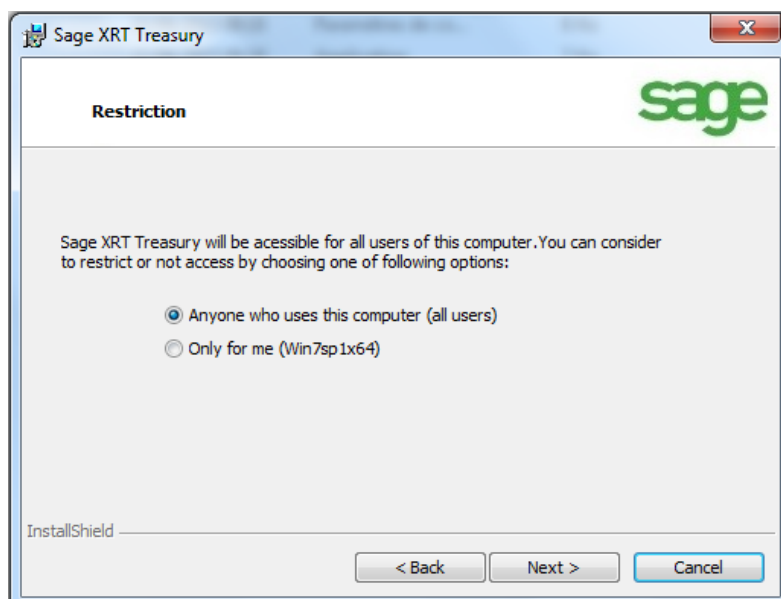 Sage XRT Treasury
Restriction
sage
Sage XRT Treasury will be acessible for all users of this computer.You can consider
to restrict or not access by choosing one of following options:
Anyone who uses this computer (all users)
Only for me (Win7sp1x64)
InstallShield
< Back
Next >
Cancel